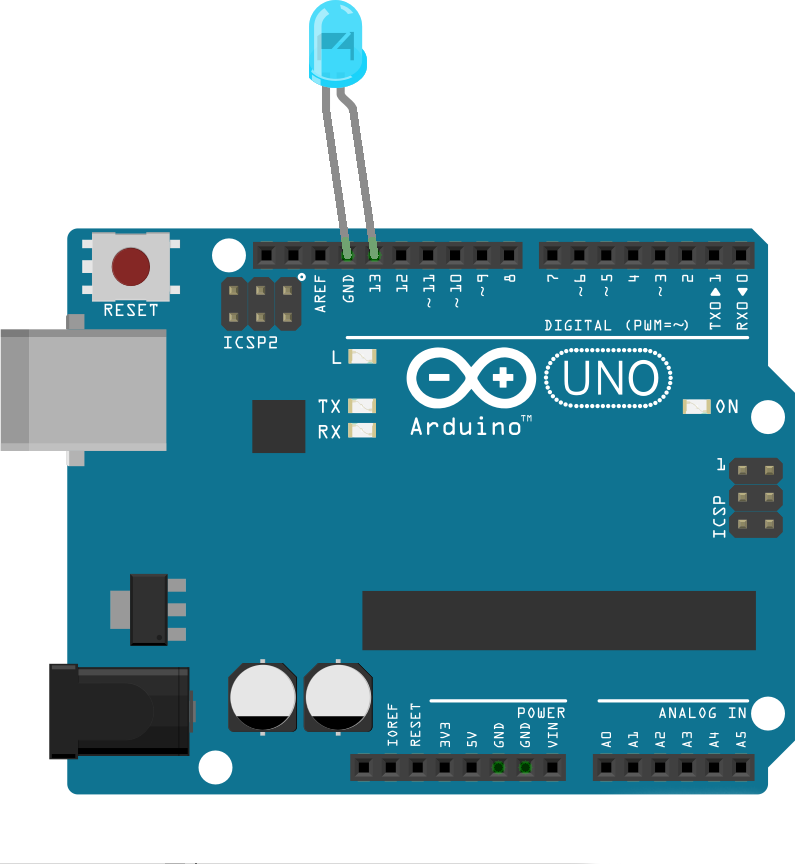 RESET
ICSP2
AREF
GND
13
12
~11
~10
~9
8
7
~6
~5
4
~3
2
TX0▶1
RX0◀0
DIGITAL (PWM=~)
L
TX
RX
- +
UNO
Arduino™
ON
1
ICSP
IOREF
RESET
3V3
5V
GND
GND
VIN
POWER
ANALOG IN
A0
A1
A2
A3
A4
A5